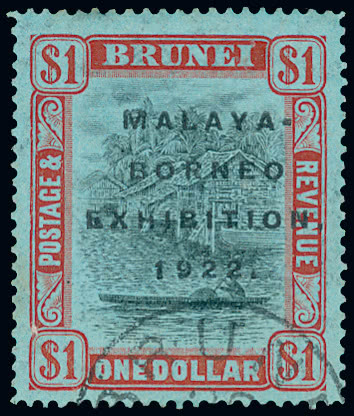 $1 BRUNEI $1
MALAYA-
BORNEO
EXHIBITION.
1922.
POSTAGE &
REVENUE
$1 ONE DOLLAR $1